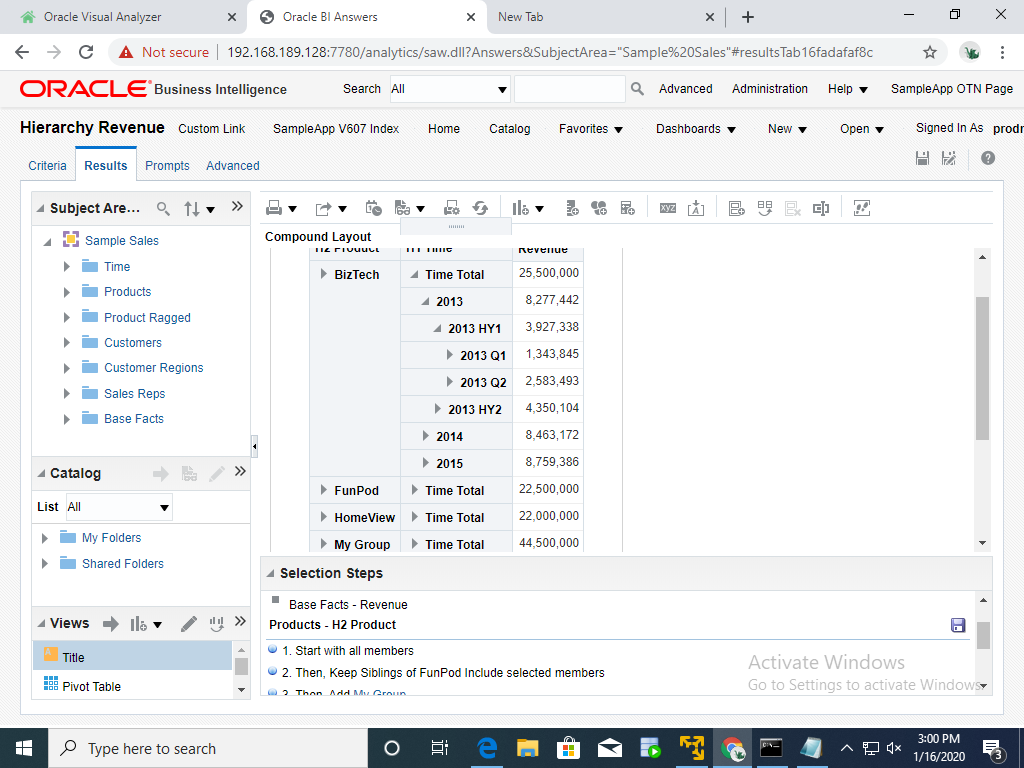 Oracle Visual Analyzer
Oracle BI Answers
New Tab
Not secure
192.168.189.128:7780/analytics/saw.dll?Answers&SubjectArea="Sample%20Sales"#resultsTab16fadafaf8c
ORACLE Business Intelligence
Search All Advanced Administration Help SampleApp OTN Page
Hierarchy Revenue Custom Link SampleApp V607 Index Home Catalog Favorites Dashboards New Open Signed In As prodr
Criteria Results Prompts Advanced
Subject Are...
Sample Sales
Time
Products
Product Ragged
Customers
Customer Regions
Sales Reps
Base Facts
Catalog
List All
My Folders
Shared Folders
Views
Title
Pivot Table
xyz
Compound Layout
H2 Product H1 Time Revenue
BizTech Time Total 25,500,000
2013 8,277,442
2013 HY1 3,927,338
2013 Q1 1,343,845
2013 Q2 2,583,493
2013 HY2 4,350,104
2014 8,463,172
2015 8,759,386
FunPod Time Total 22,500,000
HomeView Time Total 22,000,000
My Group Time Total 44,500,000
Selection Steps
Base Facts - Revenue
Products - H2 Product
1. Start with all members
2. Then, Keep Siblings of FunPod Include selected members
3. Then, Add My Group
Activate Windows
Go to Settings to activate Windows.
Type here to search
3:00 PM
1/16/2020
3